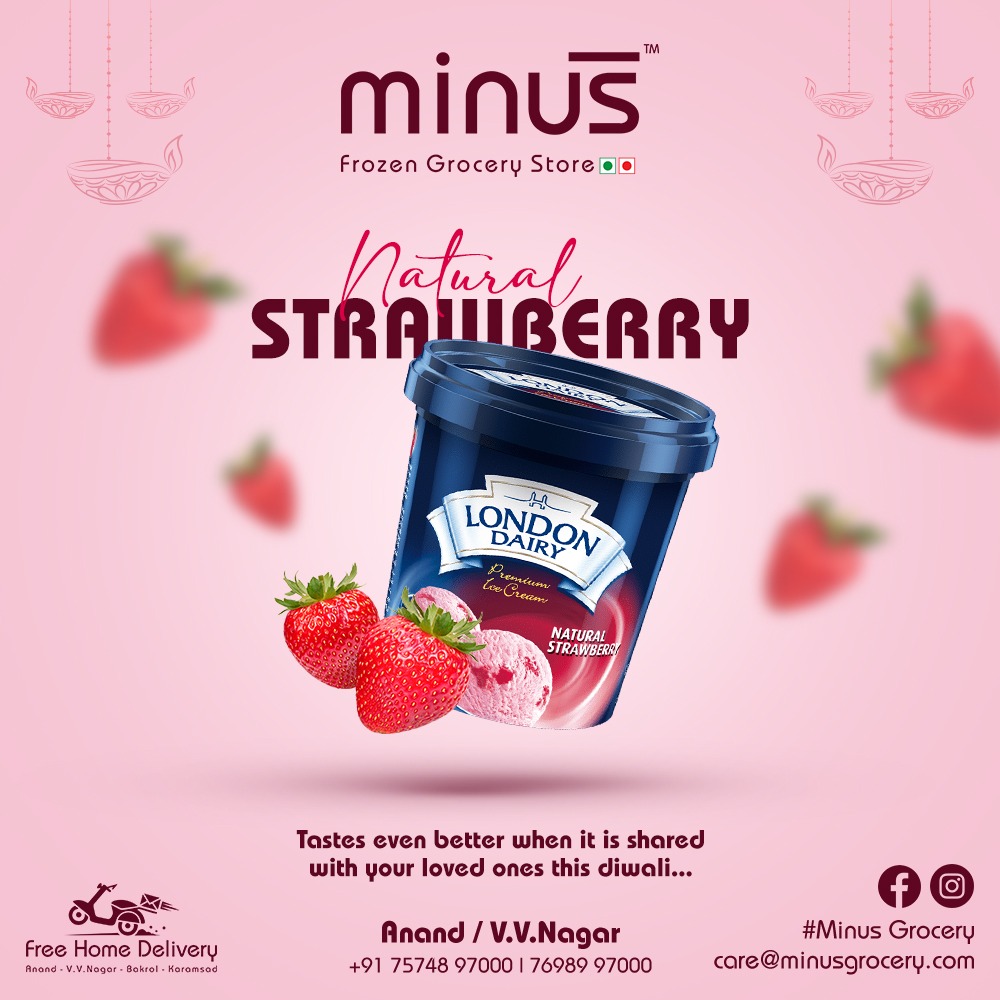 minus™
Frozen Grocery Store
Natural
STRAWBERRY
LONDON
DAIRY
Premium
Ice Cream
NATURAL
STRAWBERRY
Tastes even better when it is shared
with your loved ones this diwali...
Free Home Delivery
Anand - V.V.Nagar - Bakrol - Karamsad
Anand / V.V.Nagar
+91 75748 97000 | 76989 97000
#Minus Grocery
care@minusgrocery.com